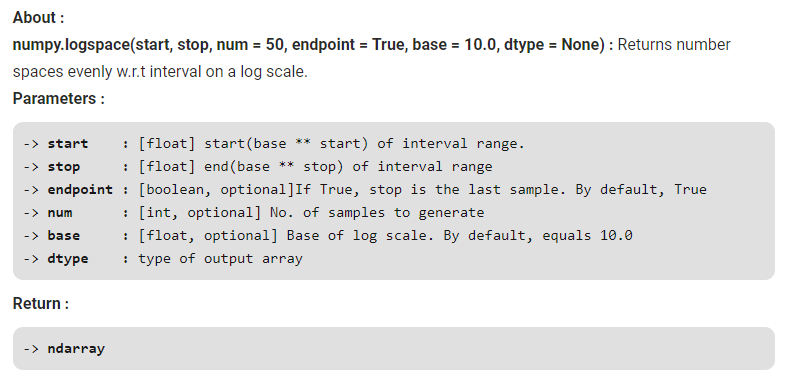 About :
numpy.logspace(start, stop, num = 50, endpoint = True, base = 10.0, dtype = None) : Returns number
spaces evenly w.r.t interval on a log scale.
Parameters :
-> start    : [float] start(base ** start) of interval range.
-> stop     : [float] end(base ** stop) of interval range
-> endpoint : [boolean, optional]If True, stop is the last sample. By default, True
-> num      : [int, optional] No. of samples to generate
-> base     : [float, optional] Base of log scale. By default, equals 10.0
-> dtype    : type of output array
Return :
-> ndarray